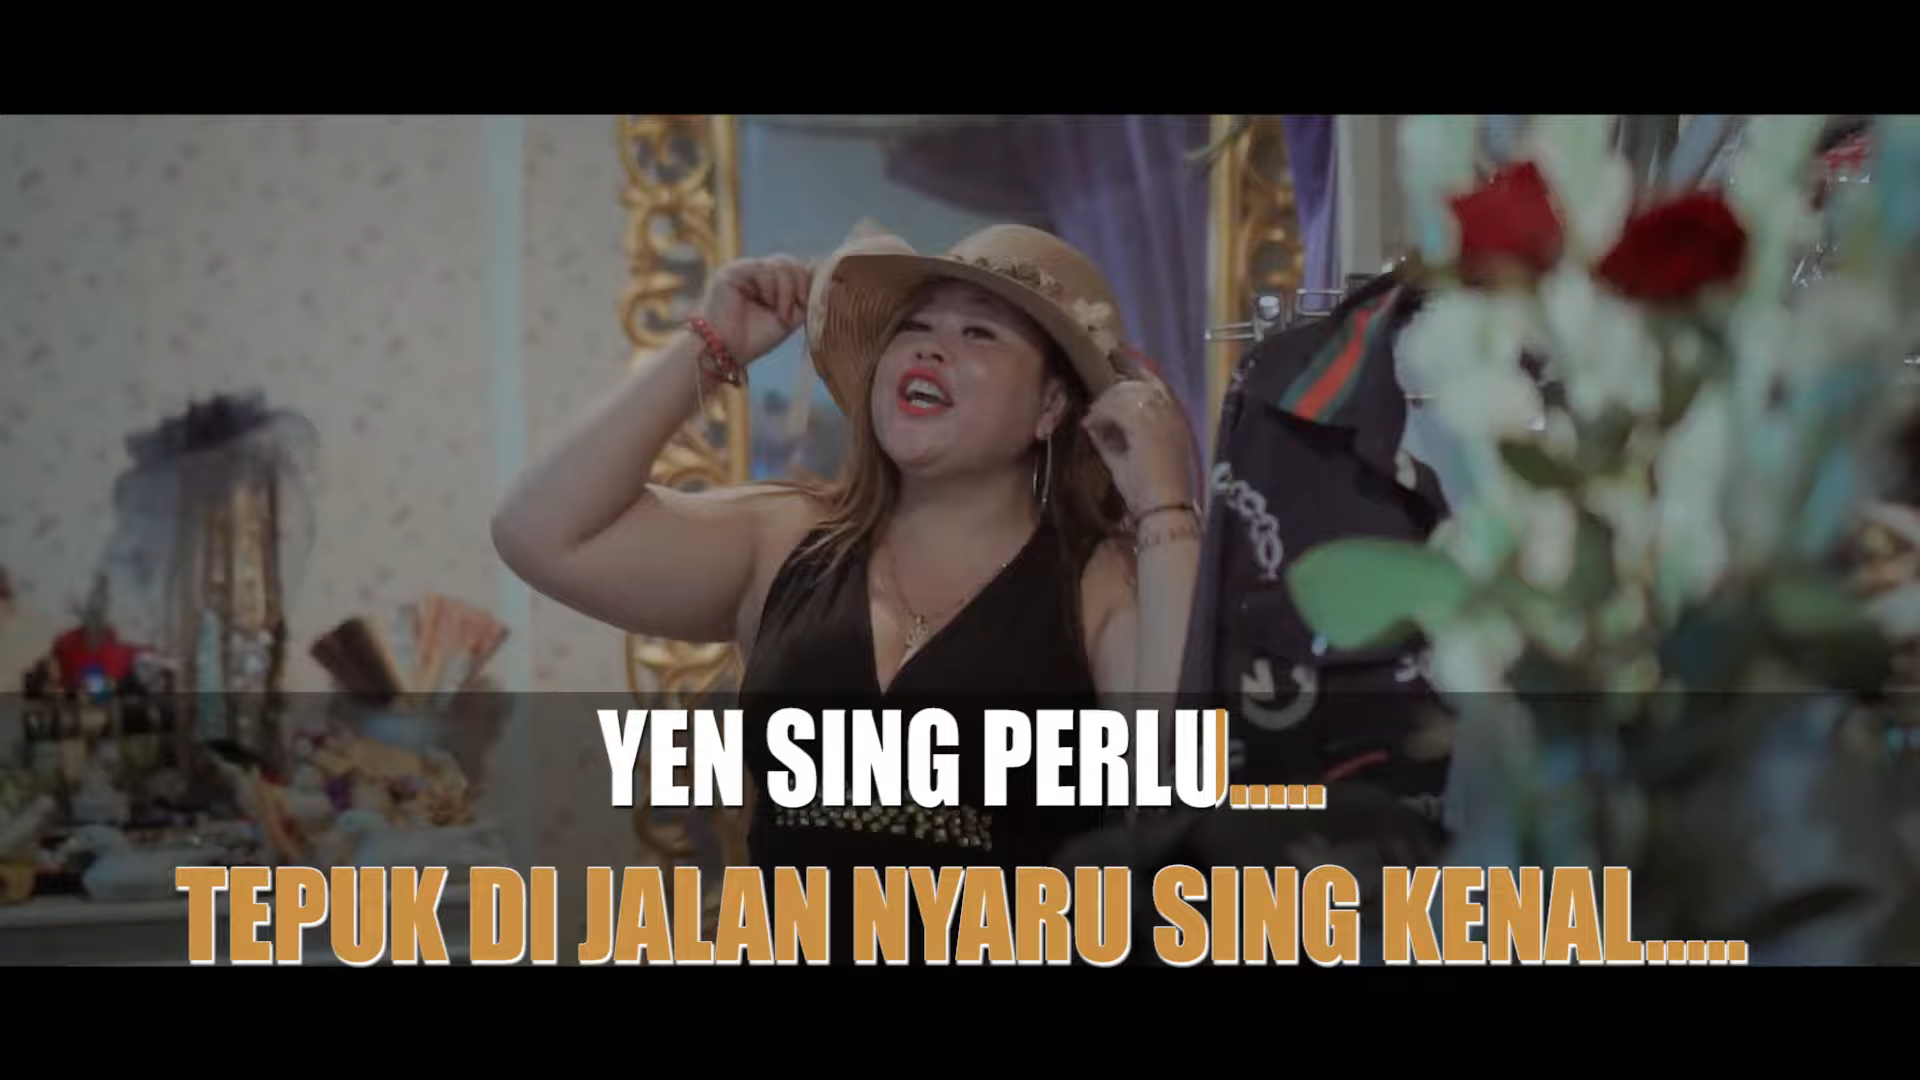 YEN SING PERLU.....
TEPUK DI JALAN NYARU SING KENAL.....